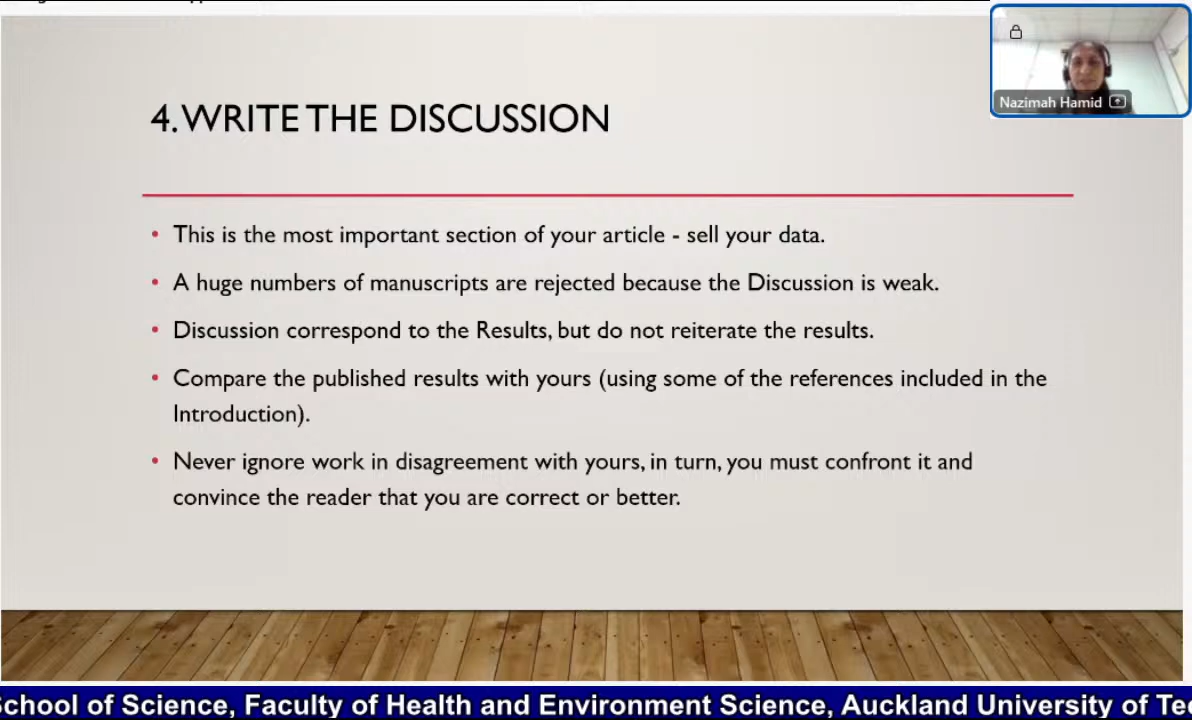 Nazimah Hamid
4. WRITE THE DISCUSSION
• This is the most important section of your article - sell your data.
• A huge numbers of manuscripts are rejected because the Discussion is weak.
• Discussion correspond to the Results, but do not reiterate the results.
• Compare the published results with yours (using some of the references included in the
Introduction).
• Never ignore work in disagreement with yours, in turn, you must confront it and
convince the reader that you are correct or better.
School of Science, Faculty of Health and Environment Science, Auckland University of Tec